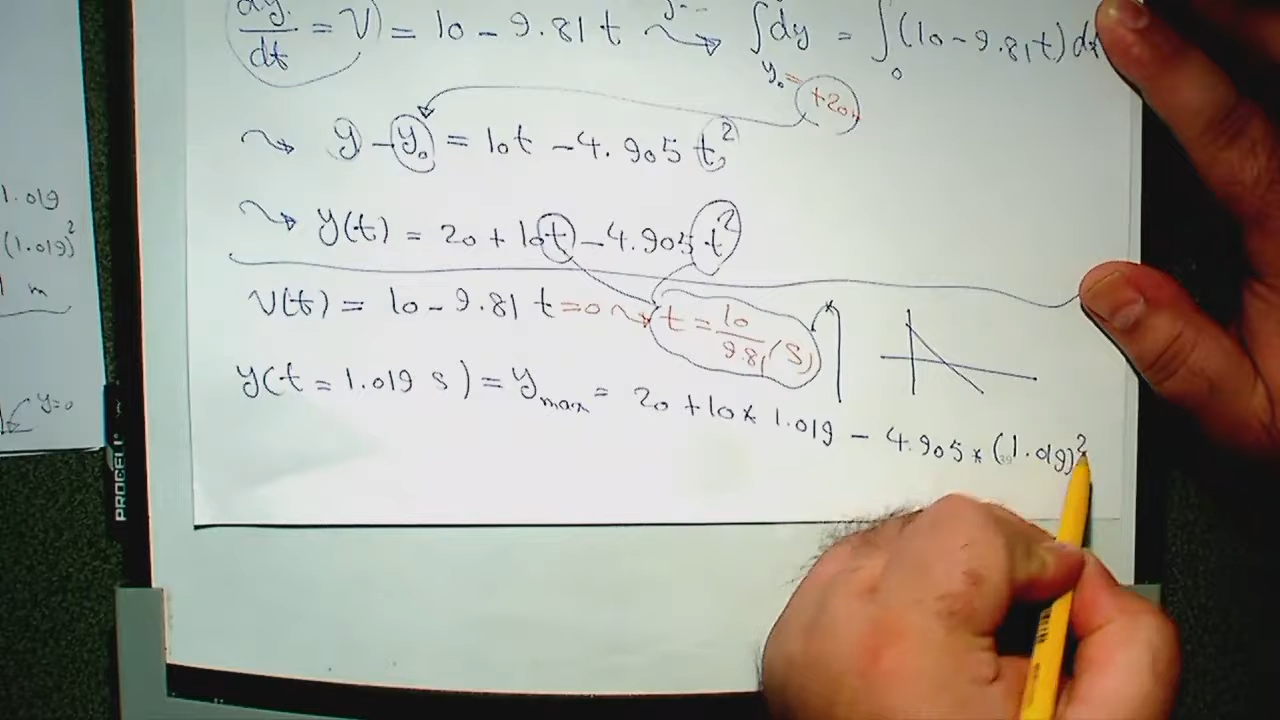 1.019
(1.019)²
m
y=0
PROCELL
dy/dt = V = 10 - 9.81 t ⇝ ∫dy = ∫(10 - 9.81t) dt
y₀ = +20 0
⇝ y - y₀ = 10t - 4.905 t²
⇝ y(t) = 20 + 10t - 4.905 t²
v(t) = 10 - 9.81 t = 0 ⇝ t = 10/9.81 (s)
y(t = 1.019 s) = y_max = 20 + 10 * 1.019 - 4.905 * (1.019)²